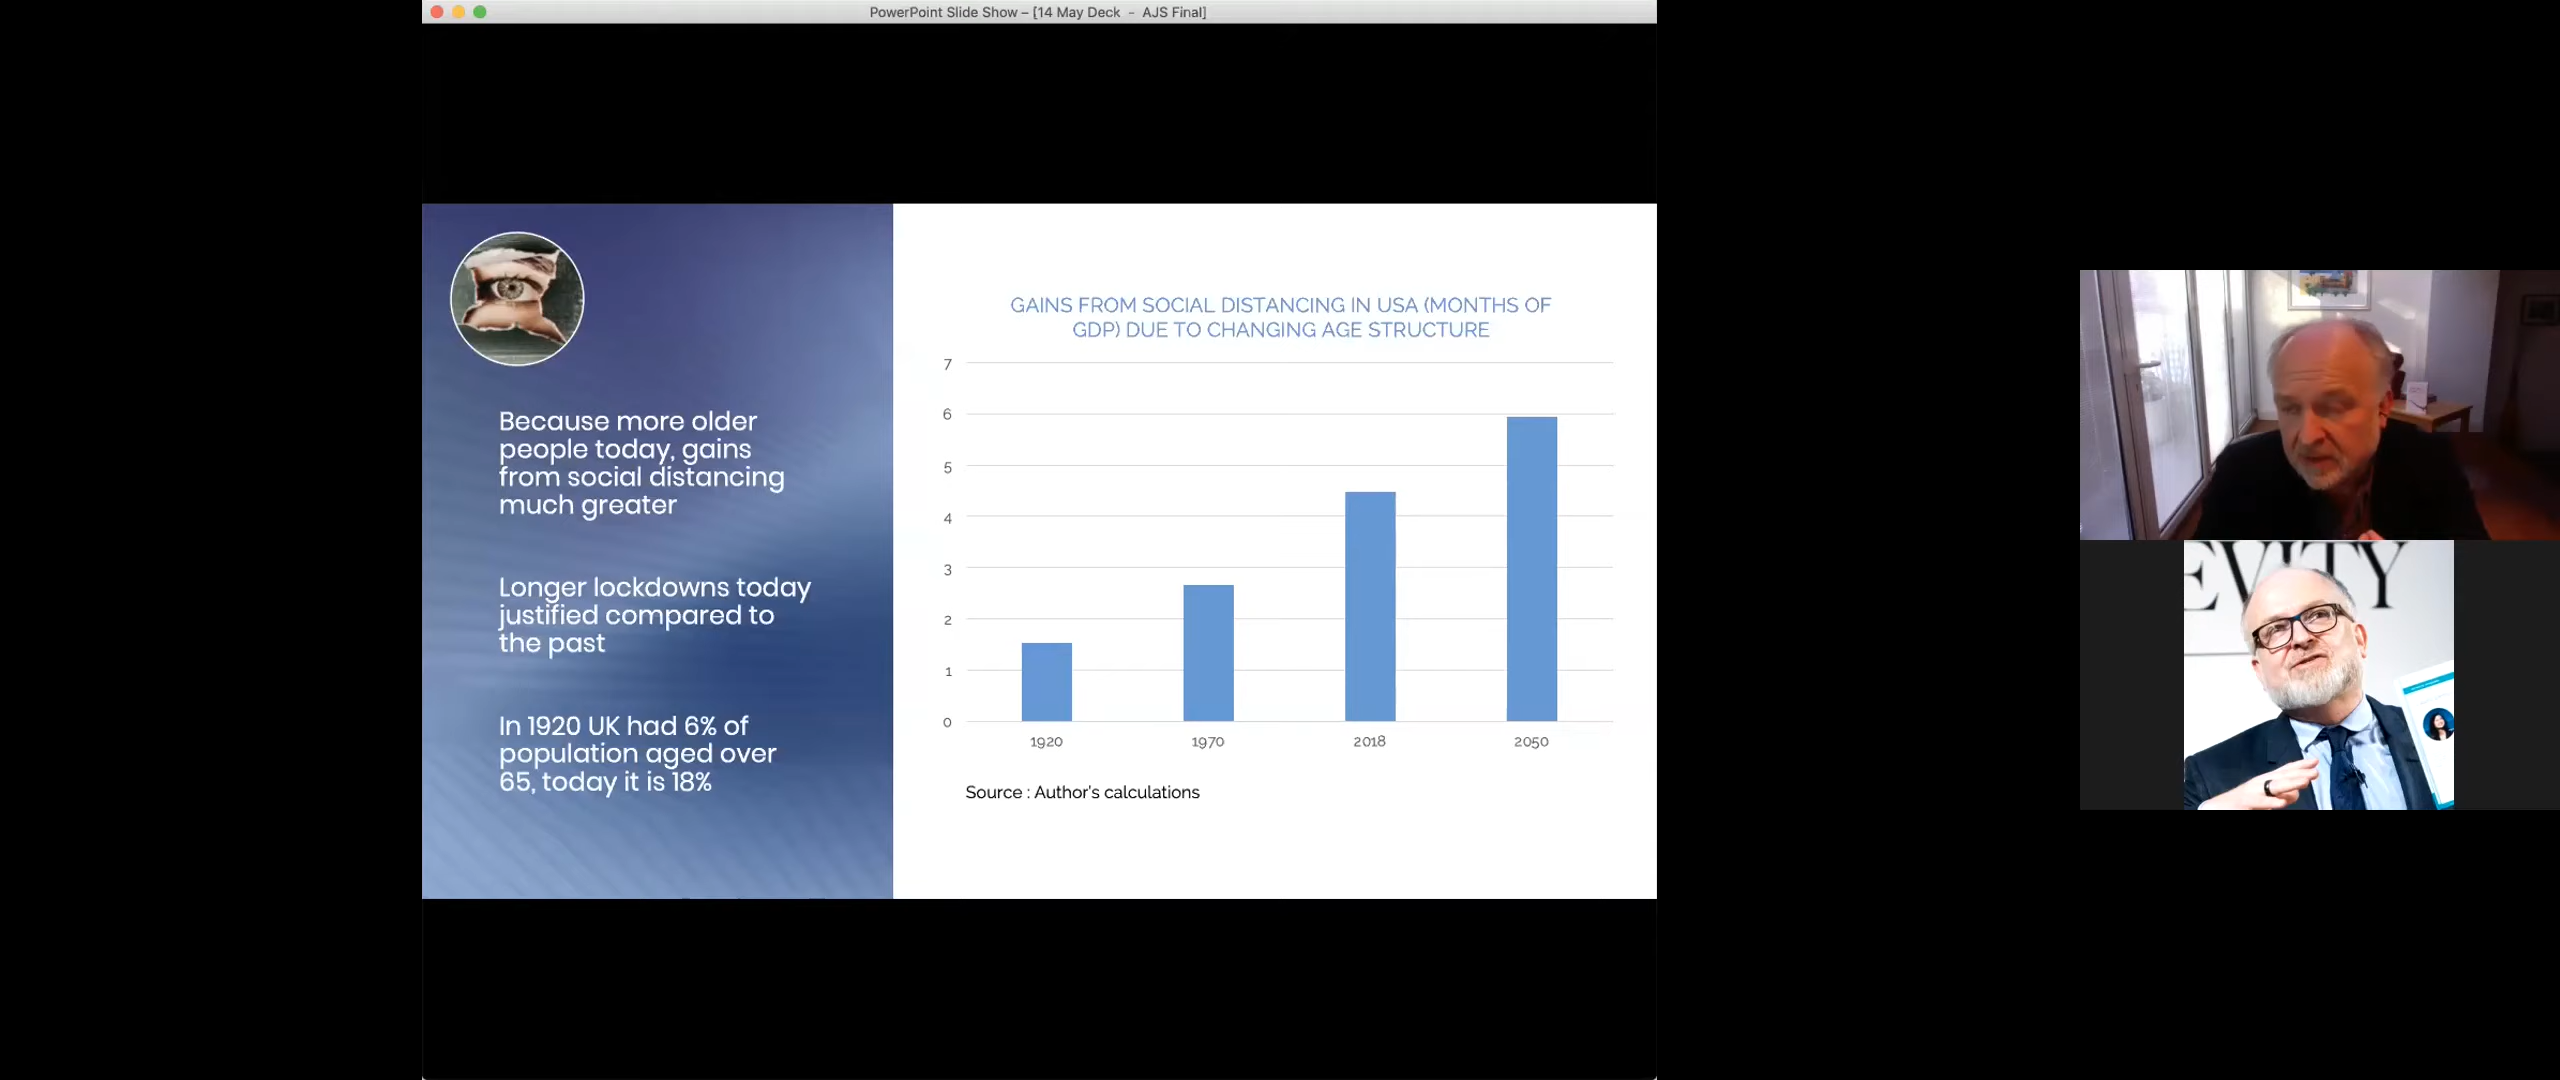 PowerPoint Slide Show – [14 May Deck  -  AJS Final]
Because more older
people today, gains
from social distancing
much greater
Longer lockdowns today
justified compared to
the past
In 1920 UK had 6% of
population aged over
65, today it is 18%
GAINS FROM SOCIAL DISTANCING IN USA (MONTHS OF
GDP) DUE TO CHANGING AGE STRUCTURE
7
6
5
4
3
2
1
0
1920 1970 2018 2050
Source : Author's calculations
EVITY